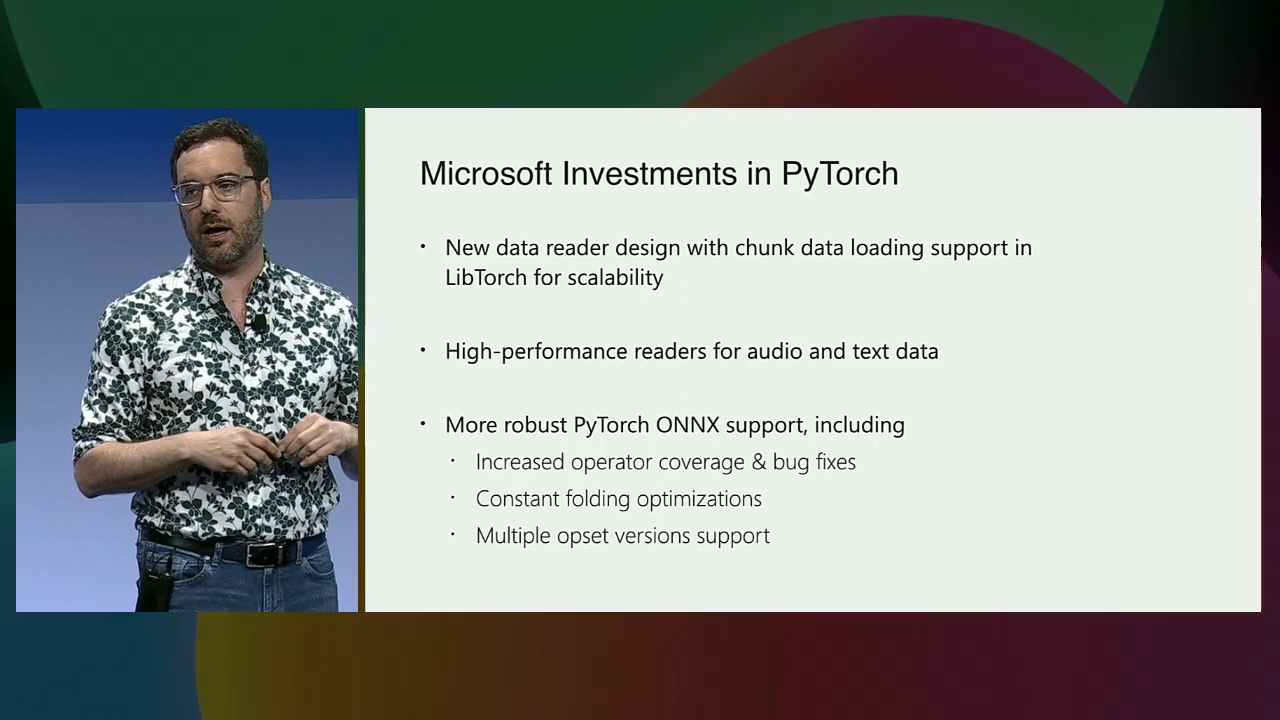 Microsoft Investments in PyTorch
• New data reader design with chunk data loading support in
LibTorch for scalability
• High-performance readers for audio and text data
• More robust PyTorch ONNX support, including
• Increased operator coverage & bug fixes
• Constant folding optimizations
• Multiple opset versions support